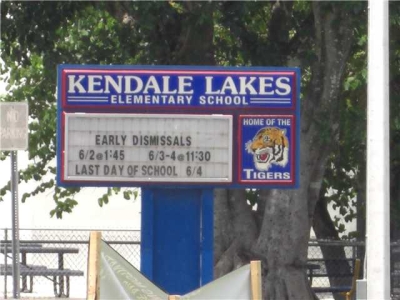 KENDALE LAKES
ELEMENTARY SCHOOL
EARLY DISMISSALS
6/2@1:45 6/3-4@11:30
LAST DAY OF SCHOOL 6/4
HOME OF THE
TIGERS